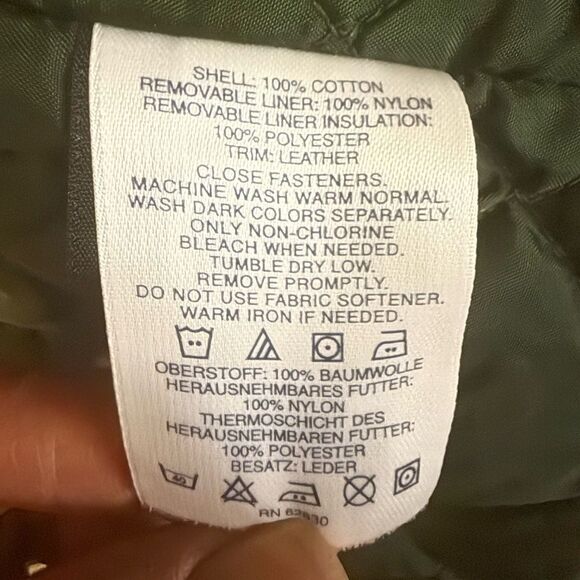 SHELL: 100% COTTON
REMOVABLE LINER: 100% NYLON
REMOVABLE LINER INSULATION:
100% POLYESTER
TRIM: LEATHER
CLOSE FASTENERS.
MACHINE WASH WARM NORMAL.
WASH DARK COLORS SEPARATELY.
ONLY NON-CHLORINE
BLEACH WHEN NEEDED.
TUMBLE DRY LOW.
REMOVE PROMPTLY.
DO NOT USE FABRIC SOFTENER.
WARM IRON IF NEEDED.
OBERSTOFF: 100% BAUMWOLLE
HERAUSNEHMBARES FUTTER:
100% NYLON
THERMOSCHICHT DES
HERAUSNEHMBAREN FUTTER:
100% POLYESTER
BESATZ: LEDER
40
RN